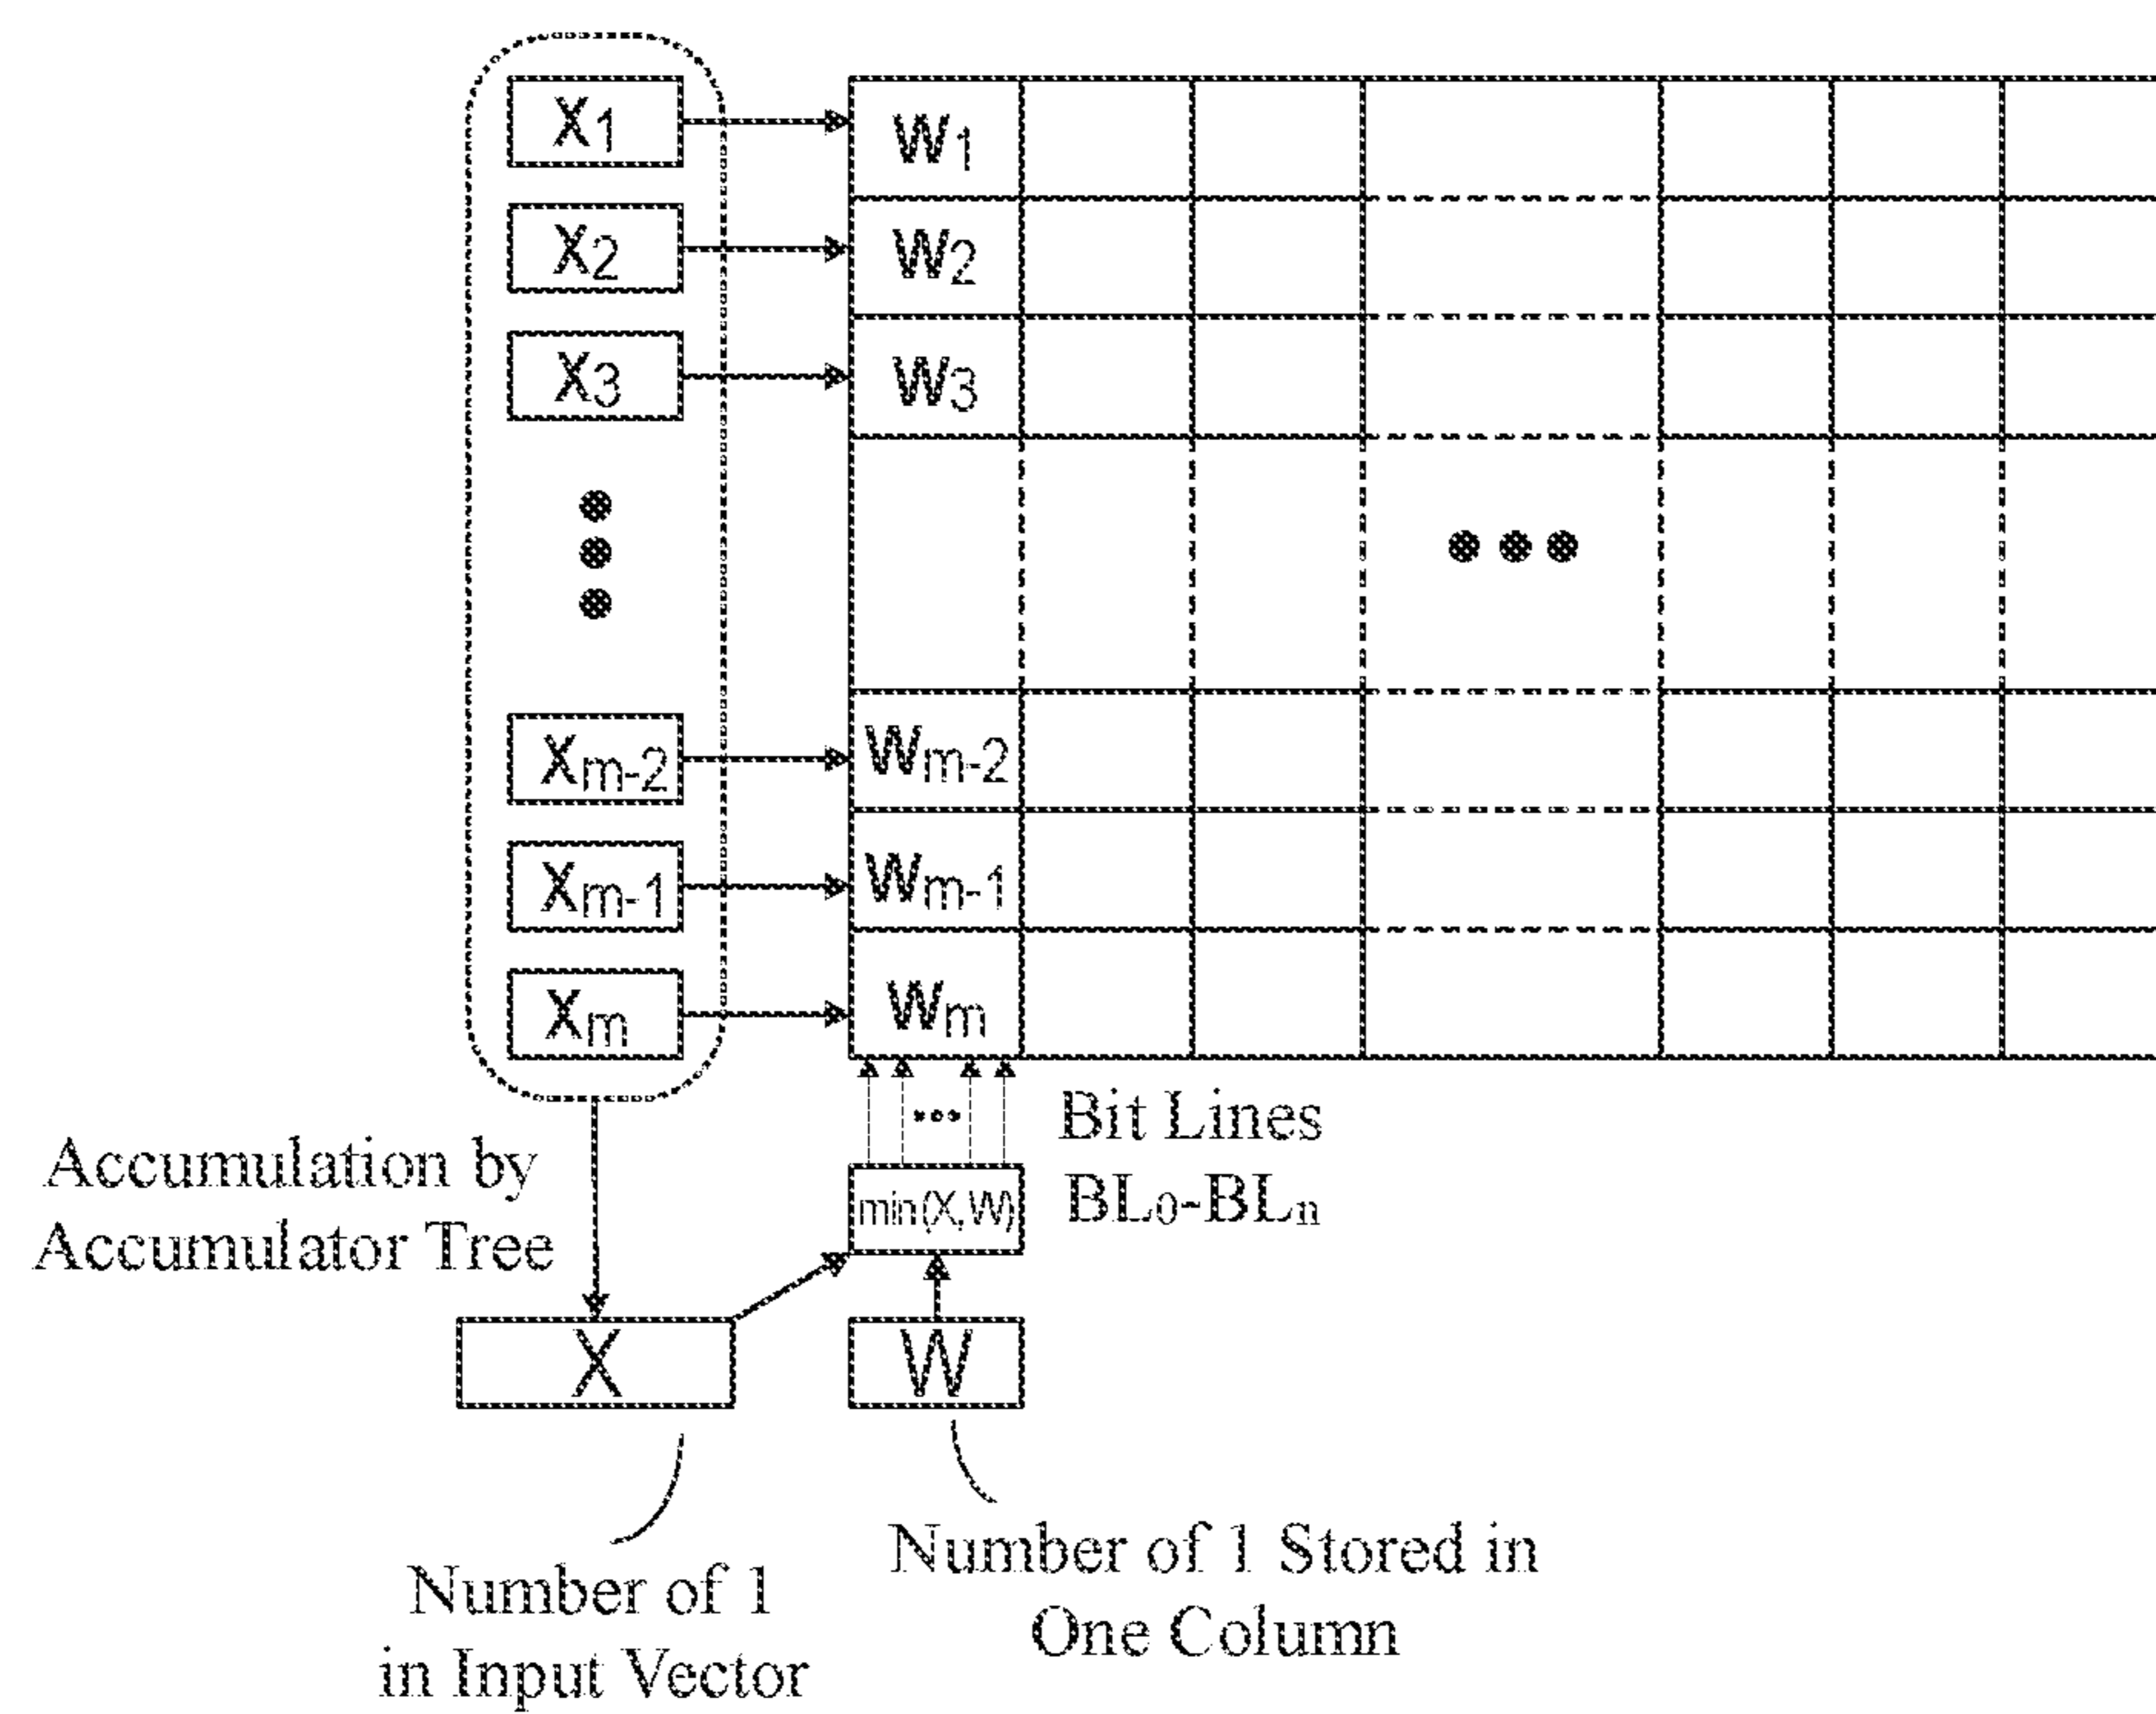 X1
W1
X2
W2
X3
W3
Xm-2
Wm-2
Xm-1
Wm-1
Xm
Wm
Bit Lines
BL0-BLn
Accumulation by
Accumulator Tree
min(X,W)
X
W
Number of 1
in Input Vector
Number of 1 Stored in
One Column